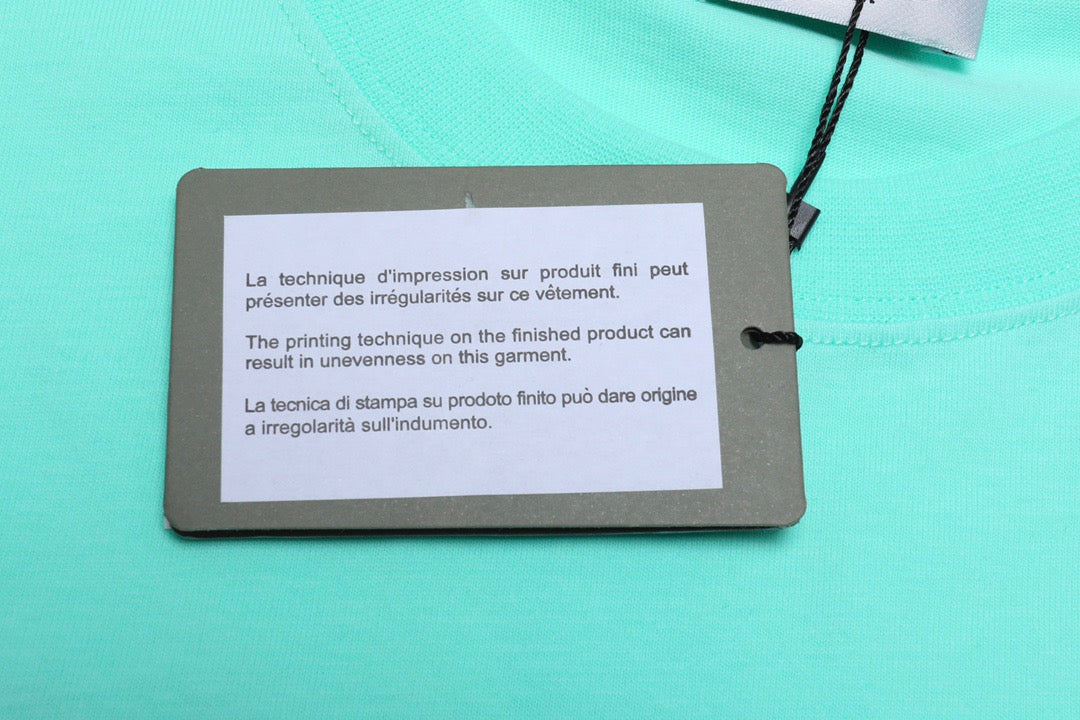 La technique d'impression sur produit fini peut
présenter des irrégularités sur ce vêtement.
The printing technique on the finished product can
result in unevenness on this garment.
La tecnica di stampa su prodoto finito può dare origine
a irregolarità sull'indumento.